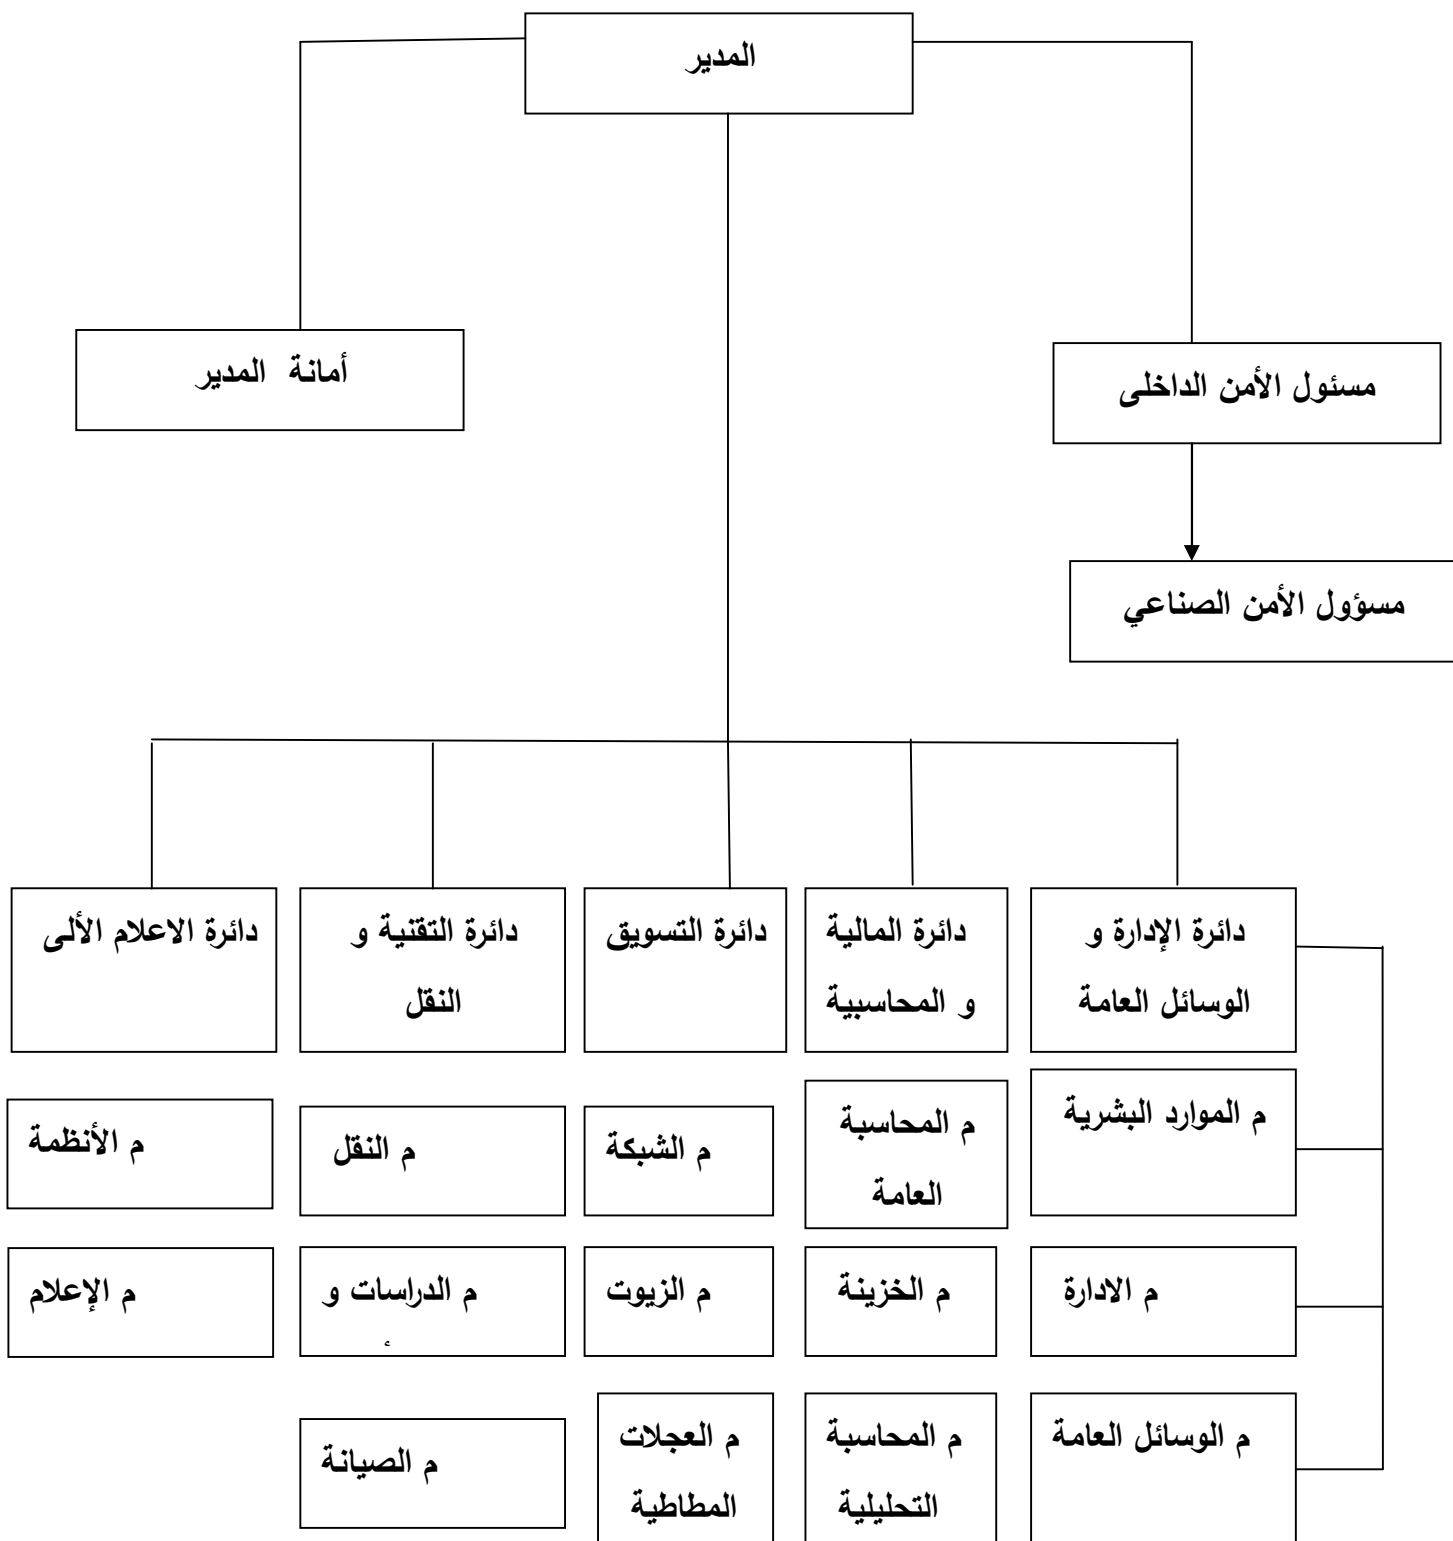 المدير
أمانة المدير
مسئول الأمن الداخلى
مسؤول الأمن الصناعي
دائرة الإدارة و
الوسائل العامة
دائرة المالية
و المحاسبية
دائرة التسويق
دائرة التقنية و
النقل
دائرة الاعلام الألى
م الموارد البشرية
م المحاسبة
العامة
م الشبكة
م النقل
م الأنظمة
م الادارة
م الخزينة
م الزيوت
م الدراسات و
م الإعلام
م الوسائل العامة
م المحاسبة
التحليلية
م العجلات
المطاطية
م الصيانة